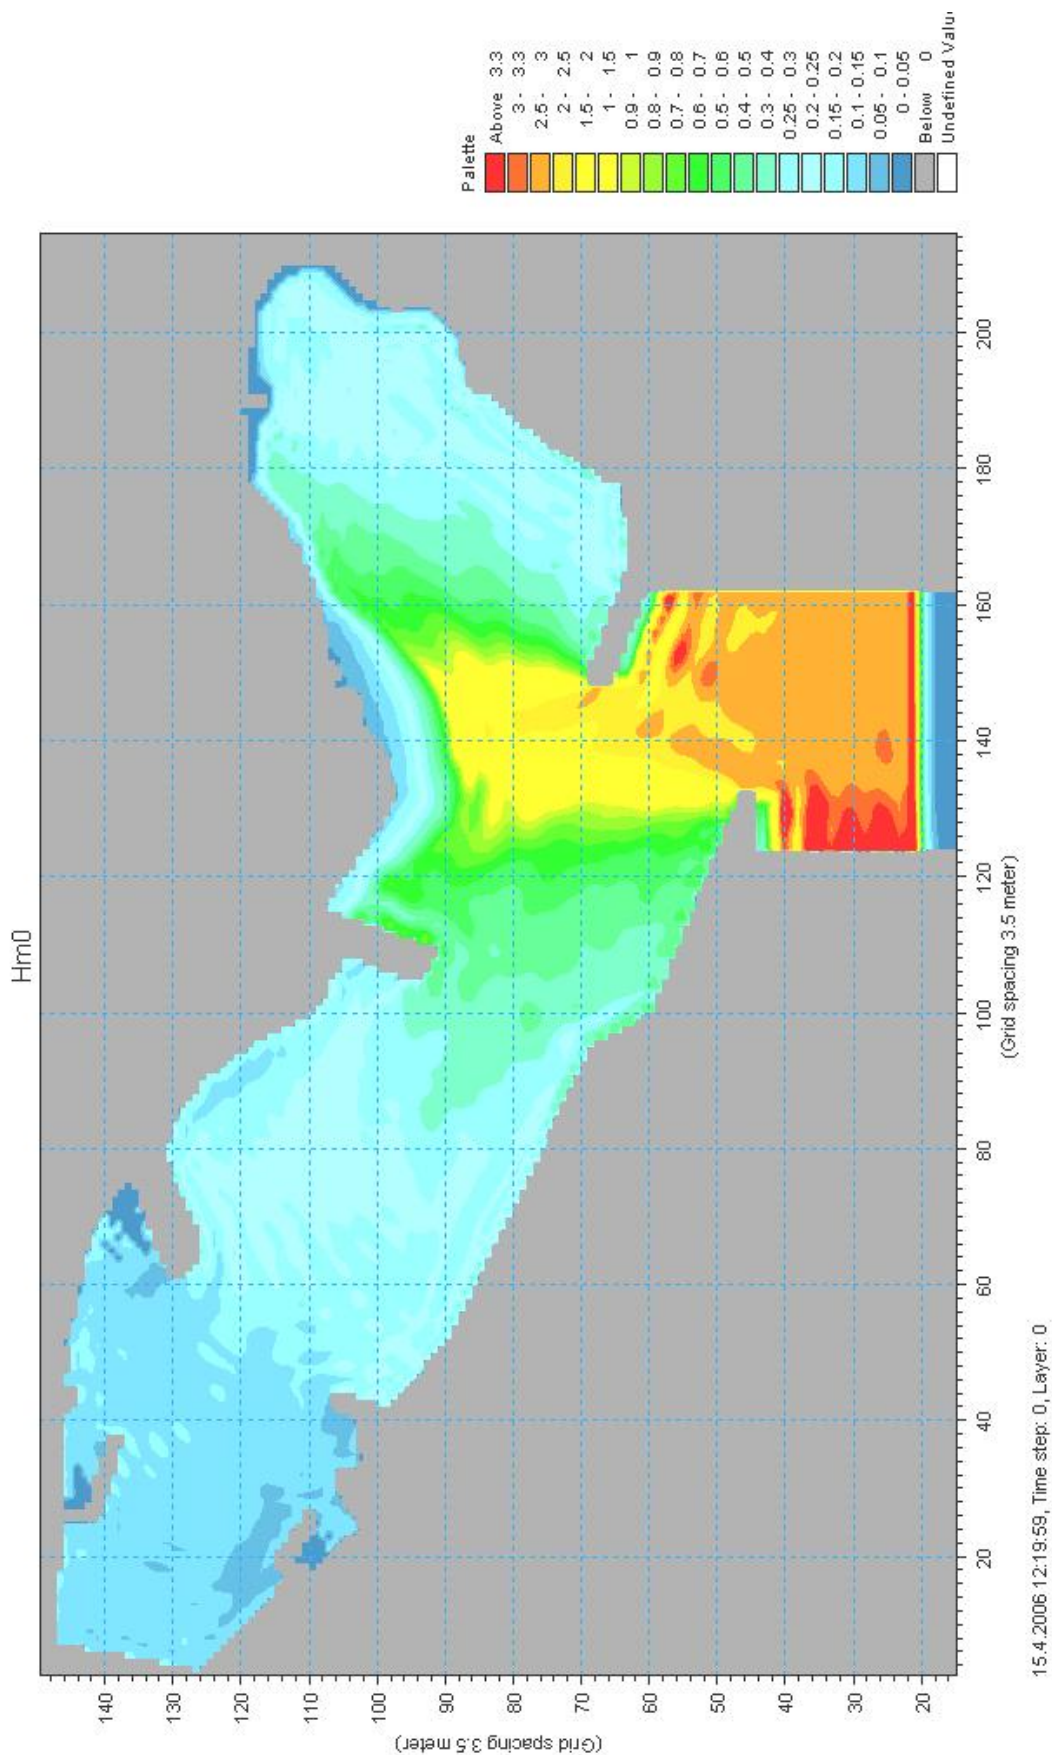 Hm0
(Grid spacing 3.5 meter)
140
130
120
110
100
90
80
70
60
50
40
30
20
20
40
60
80
100
120
140
160
180
200
(Grid spacing 3.5 meter)
Palette
Above 3.3
3 - 3.3
2.5 - 3
2 - 2.5
1.5 - 2
1 - 1.5
0.9 - 1
0.8 - 0.9
0.7 - 0.8
0.6 - 0.7
0.5 - 0.6
0.4 - 0.5
0.3 - 0.4
0.25 - 0.3
0.2 - 0.25
0.15 - 0.2
0.1 - 0.15
0.05 - 0.1
0 - 0.05
Below 0
Undefined Valu
15.4.2006 12:19:59, Time step: 0, Layer: 0